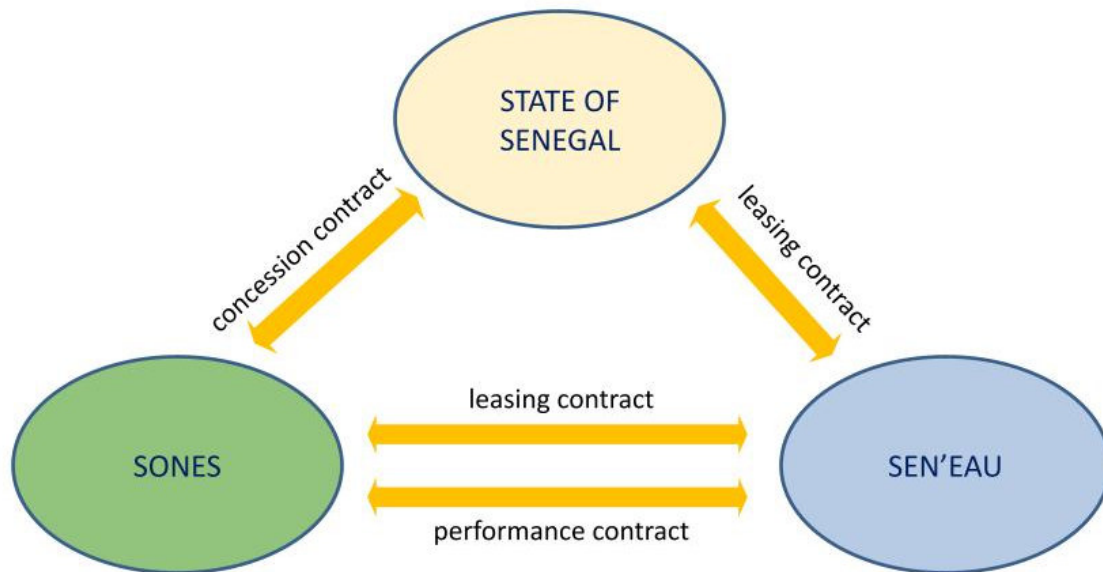 STATE OF
SENEGAL
concession contract
leasing contract
leasing contract
SONES
SEN’EAU
performance contract